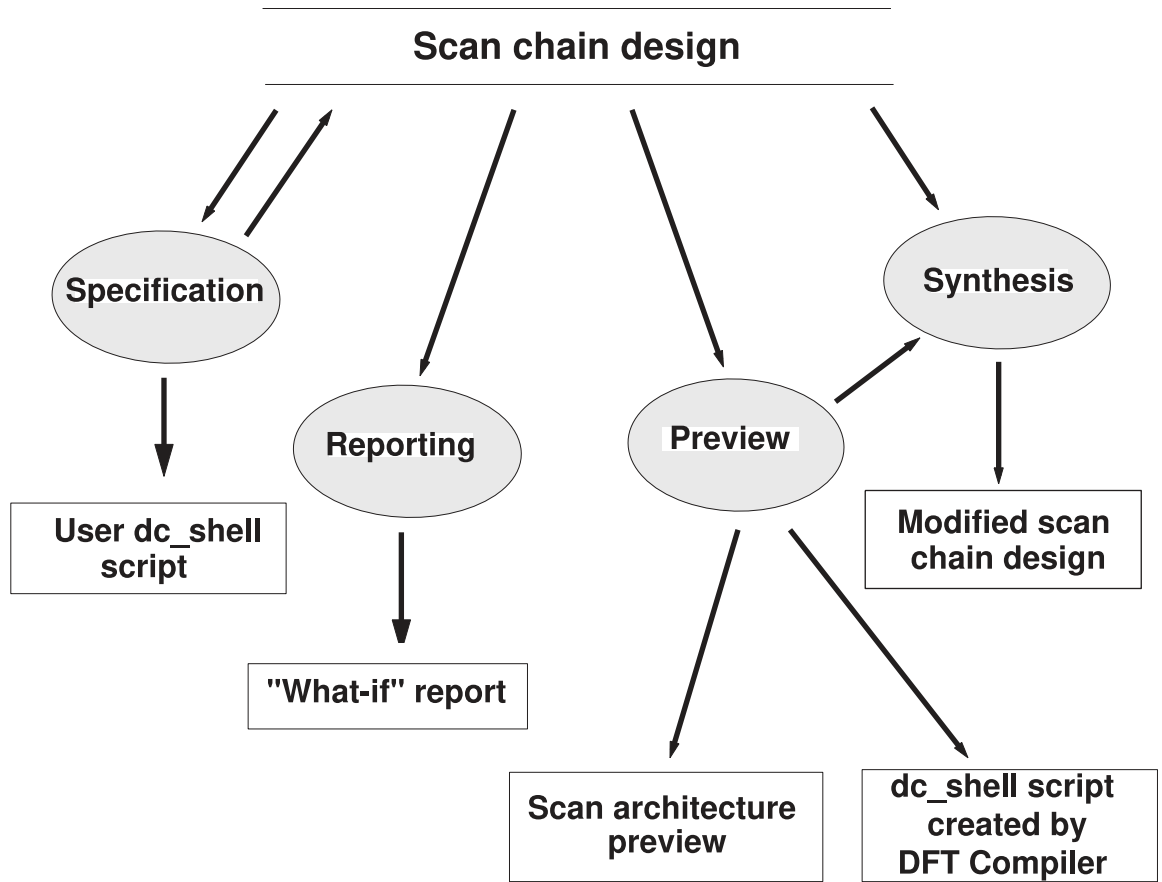 Scan chain design
Specification
Synthesis
Reporting
Preview
User dc_shell
script
Modified scan
chain design
"What-if" report
Scan architecture
preview
dc_shell script
created by
DFT Compiler